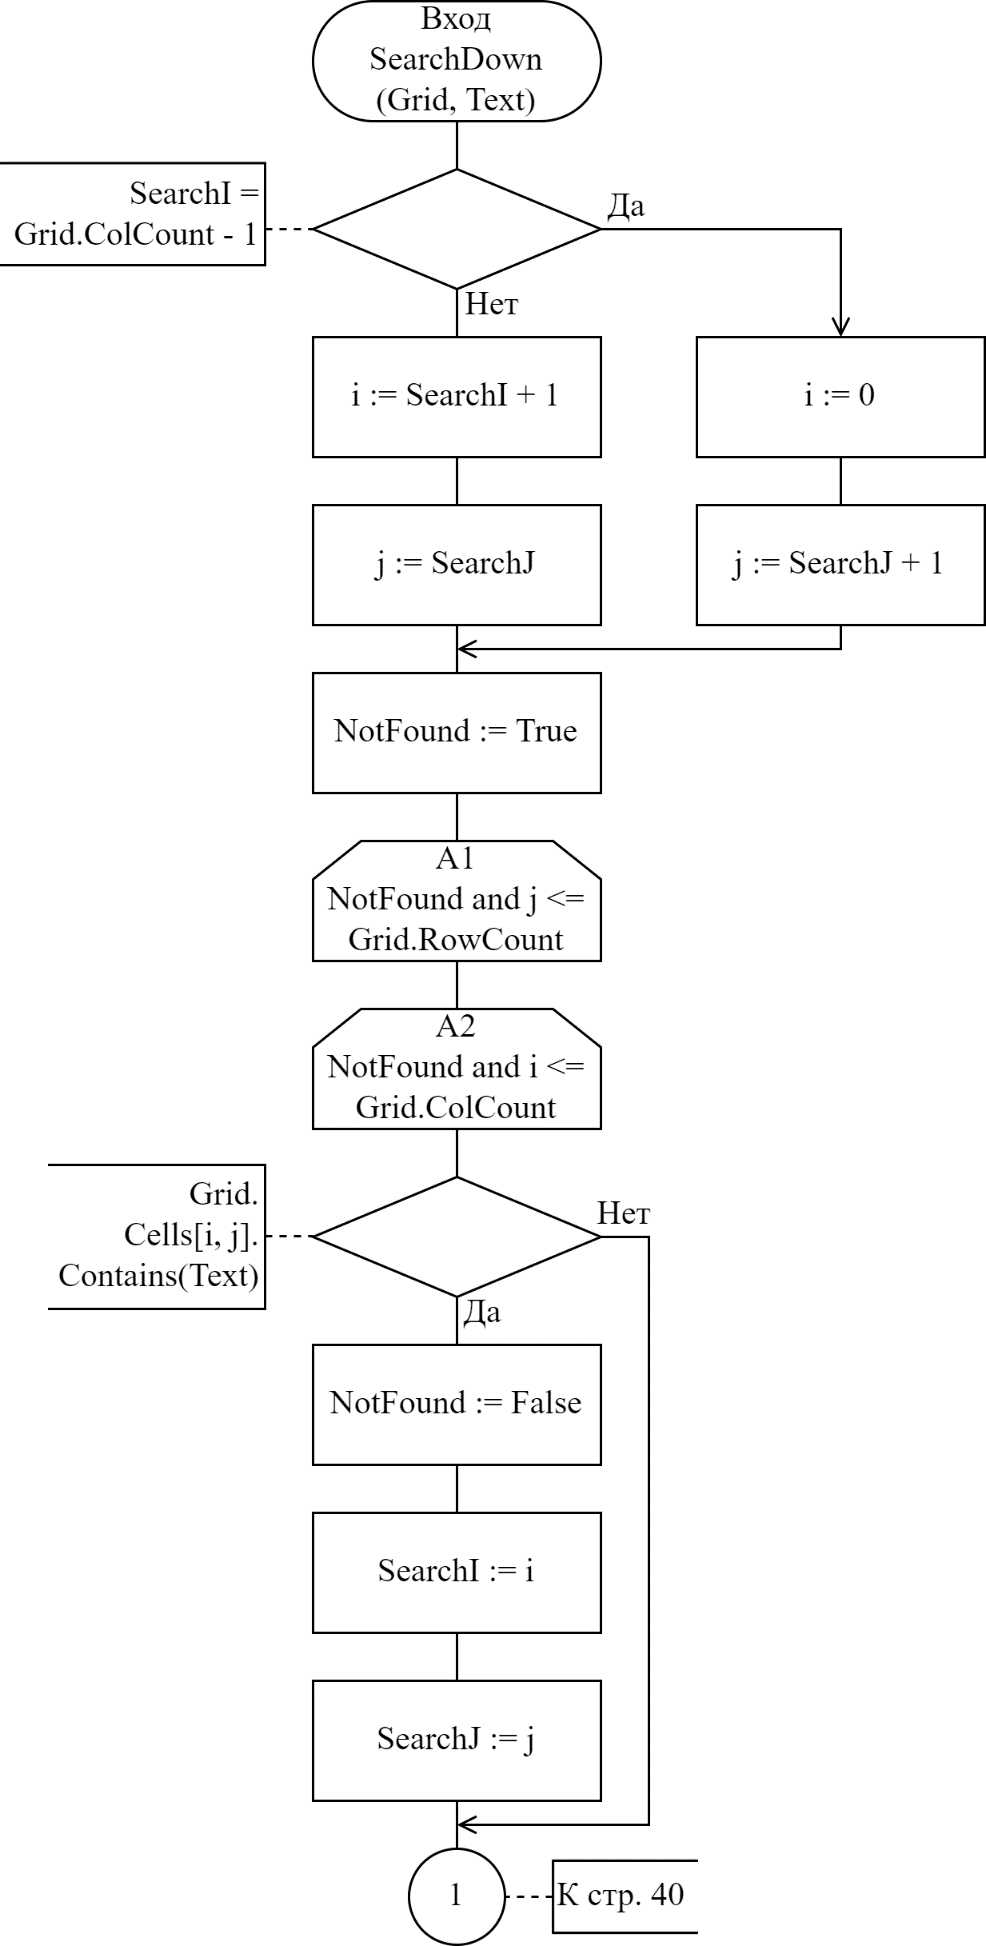 Вход
SearchDown
(Grid, Text)
SearchI =
Grid.ColCount - 1
Да
Нет
i := SearchI + 1
i := 0
j := SearchJ
j := SearchJ + 1
NotFound := True
A1
NotFound and j <=
Grid.RowCount
A2
NotFound and i <=
Grid.ColCount
Grid.
Cells[i, j].
Contains(Text)
Нет
Да
NotFound := False
SearchI := i
SearchJ := j
1
К стр. 40